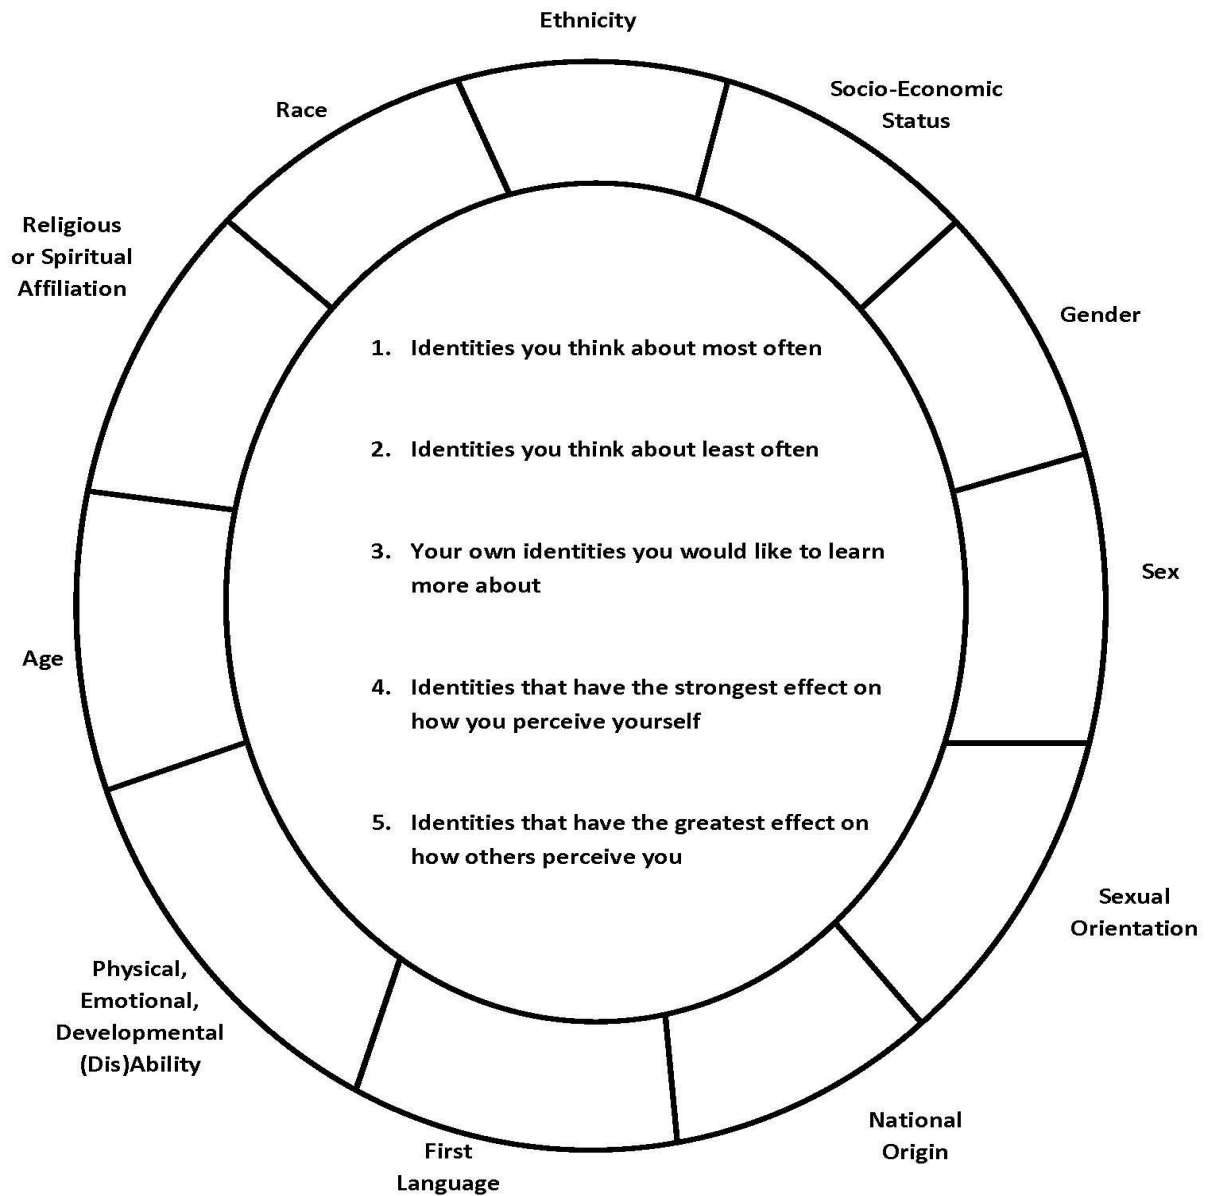 Ethnicity
Socio-Economic
Status
Race
Religious
or Spiritual
Affiliation
Gender
1. Identities you think about most often
2. Identities you think about least often
3. Your own identities you would like to learn
more about
Sex
Age
4. Identities that have the strongest effect on
how you perceive yourself
5. Identities that have the greatest effect on
how others perceive you
Sexual
Orientation
Physical,
Emotional,
Developmental
(Dis)Ability
National
Origin
First
Language